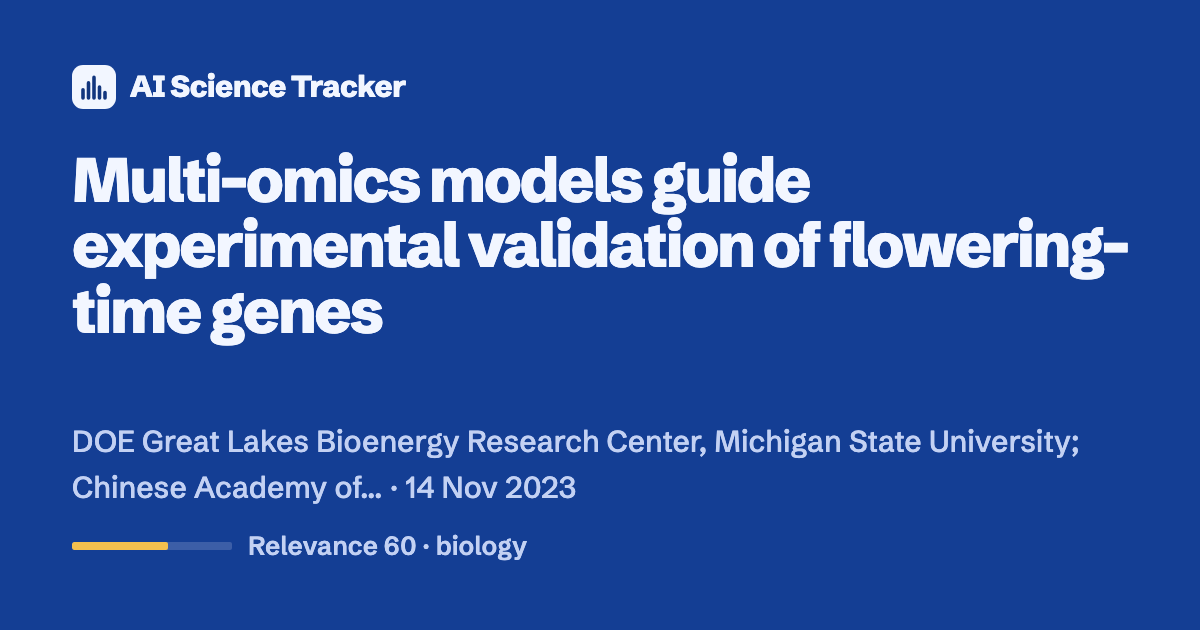 AI Science Tracker
Multi-omics models guide
experimental validation of flowering-
time genes
DOE Great Lakes Bioenergy Research Center, Michigan State University;
Chinese Academy of... · 14 Nov 2023
Relevance 60 · biology